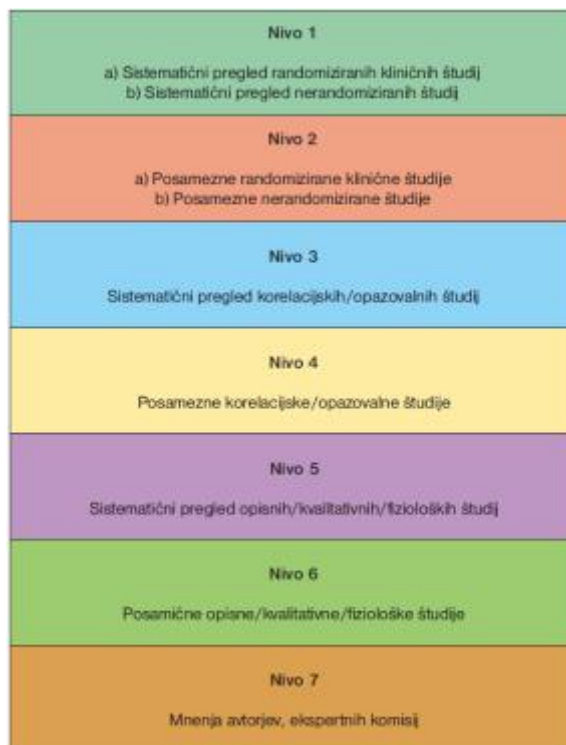 Nivo 1
a) Sistematični pregled randomiziranih kliničnih študij
b) Sistematični pregled nerandomiziranih študij
Nivo 2
a) Posamezne randomizirane klinične študije
b) Posamezne nerandomizirane študije
Nivo 3
Sistematični pregled korelacijskih/opazovalnih študij
Nivo 4
Posamezne korelacijske/opazovalne študije
Nivo 5
Sistematični pregled opisnih/kvalitativnih/fizioloških študij
Nivo 6
Posamične opisne/kvalitativne/fiziološke študije
Nivo 7
Mnenja avtorjev, ekspertnih komisij